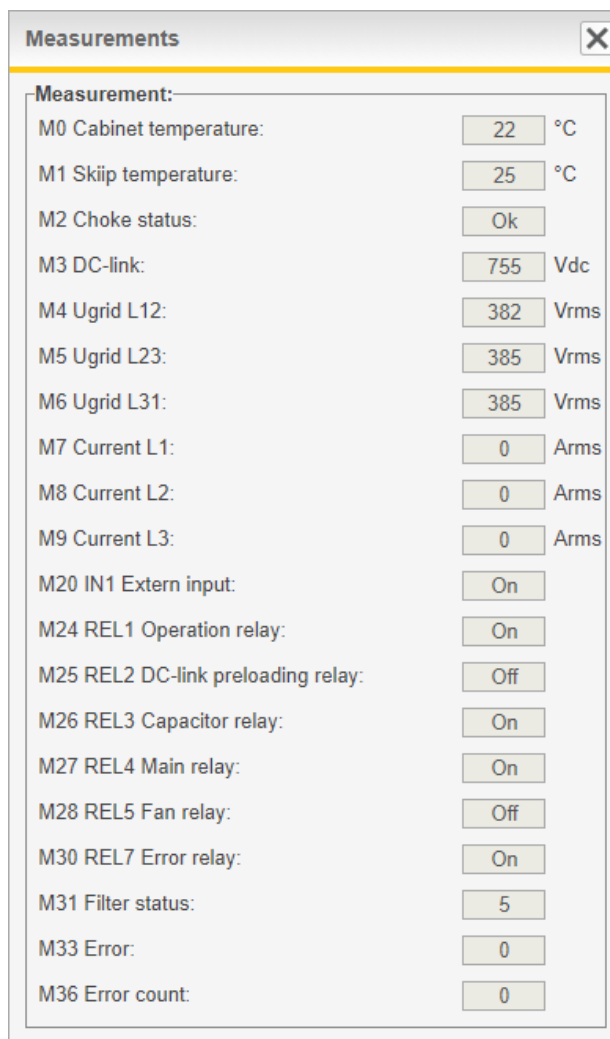 Measurements
Measurement:
M0 Cabinet temperature: 22 °C
M1 Skiip temperature: 25 °C
M2 Choke status: Ok
M3 DC-link: 755 Vdc
M4 Ugrid L12: 382 Vrms
M5 Ugrid L23: 385 Vrms
M6 Ugrid L31: 385 Vrms
M7 Current L1: 0 Arms
M8 Current L2: 0 Arms
M9 Current L3: 0 Arms
M20 IN1 Extern input: On
M24 REL1 Operation relay: On
M25 REL2 DC-link preloading relay: Off
M26 REL3 Capacitor relay: On
M27 REL4 Main relay: On
M28 REL5 Fan relay: Off
M30 REL7 Error relay: On
M31 Filter status: 5
M33 Error: 0
M36 Error count: 0